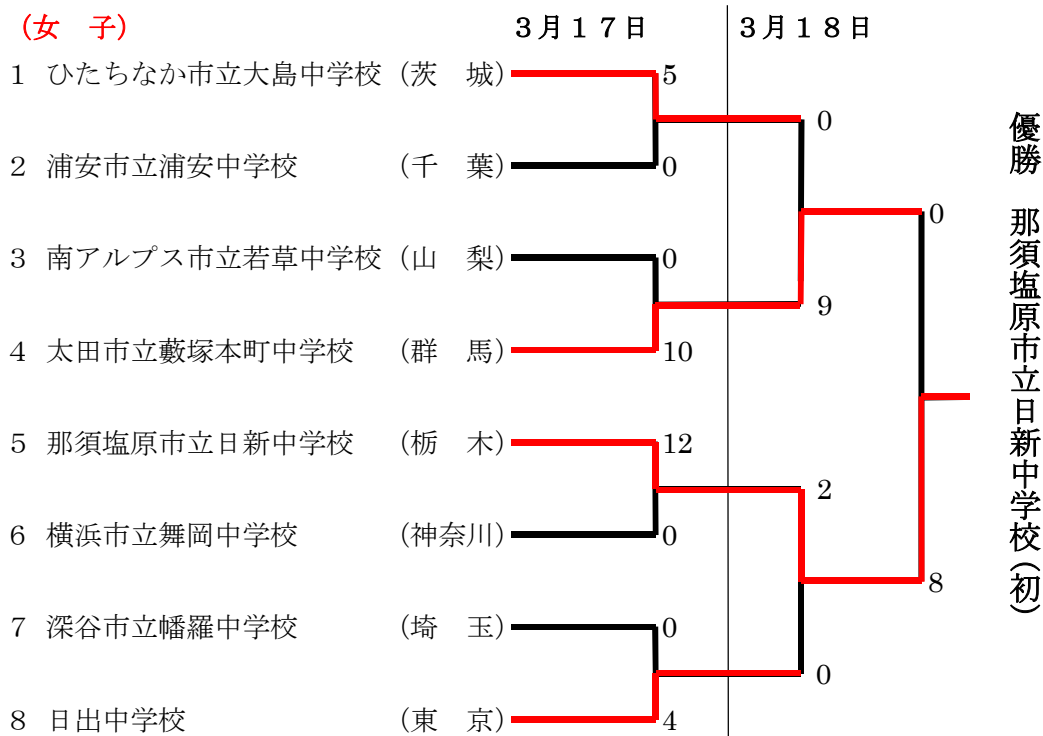 (女　子)　3月17日　3月18日
1 ひたちなか市立大島中学校 (茨　城) 5
0
2 浦安市立浦安中学校 (千　葉) 0
0
3 南アルプス市立若草中学校 (山　梨) 0
9
4 太田市立藪塚本町中学校 (群　馬) 10
5 那須塩原市立日新中学校 (栃　木) 12
2
6 横浜市立舞岡中学校 (神奈川) 0
8
7 深谷市立幡羅中学校 (埼　玉) 0
0
8 日出中学校 (東　京) 4
優勝　那須塩原市立日新中学校(初)